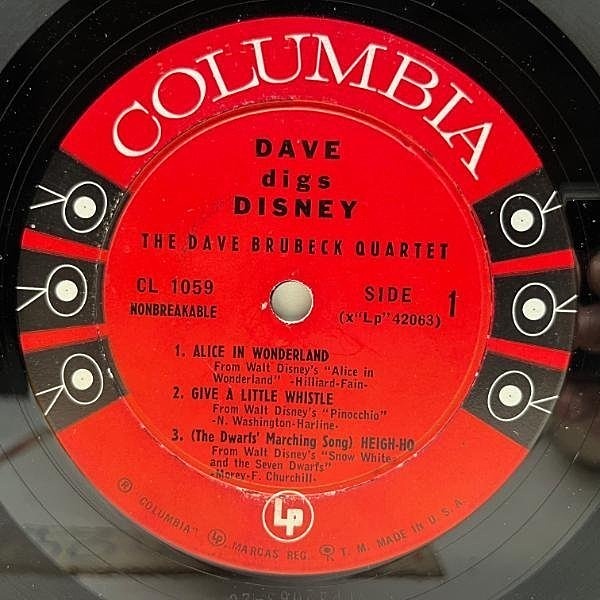 COLUMBIA
DAVE
digs
DISNEY
THE DAVE BRUBECK QUARTET
CL 1059
NONBREAKABLE
SIDE 1
(x"Lp"42063)
1. ALICE IN WONDERLAND
From Walt Disney's "Alice in
Wonderland" -Hilliard-Fain-
2. GIVE A LITTLE WHISTLE
From Walt Disney's "Pinocchio"
-N. Washington-Harline-
3. (The Dwarfs' Marching Song) HEIGH-HO
From Walt Disney's "Snow White
and the Seven Dwarfs"
-Morey-F. Churchill-
Lp
® "COLUMBIA" Lp MARCAS REG. T. M. MADE IN U.S.A.